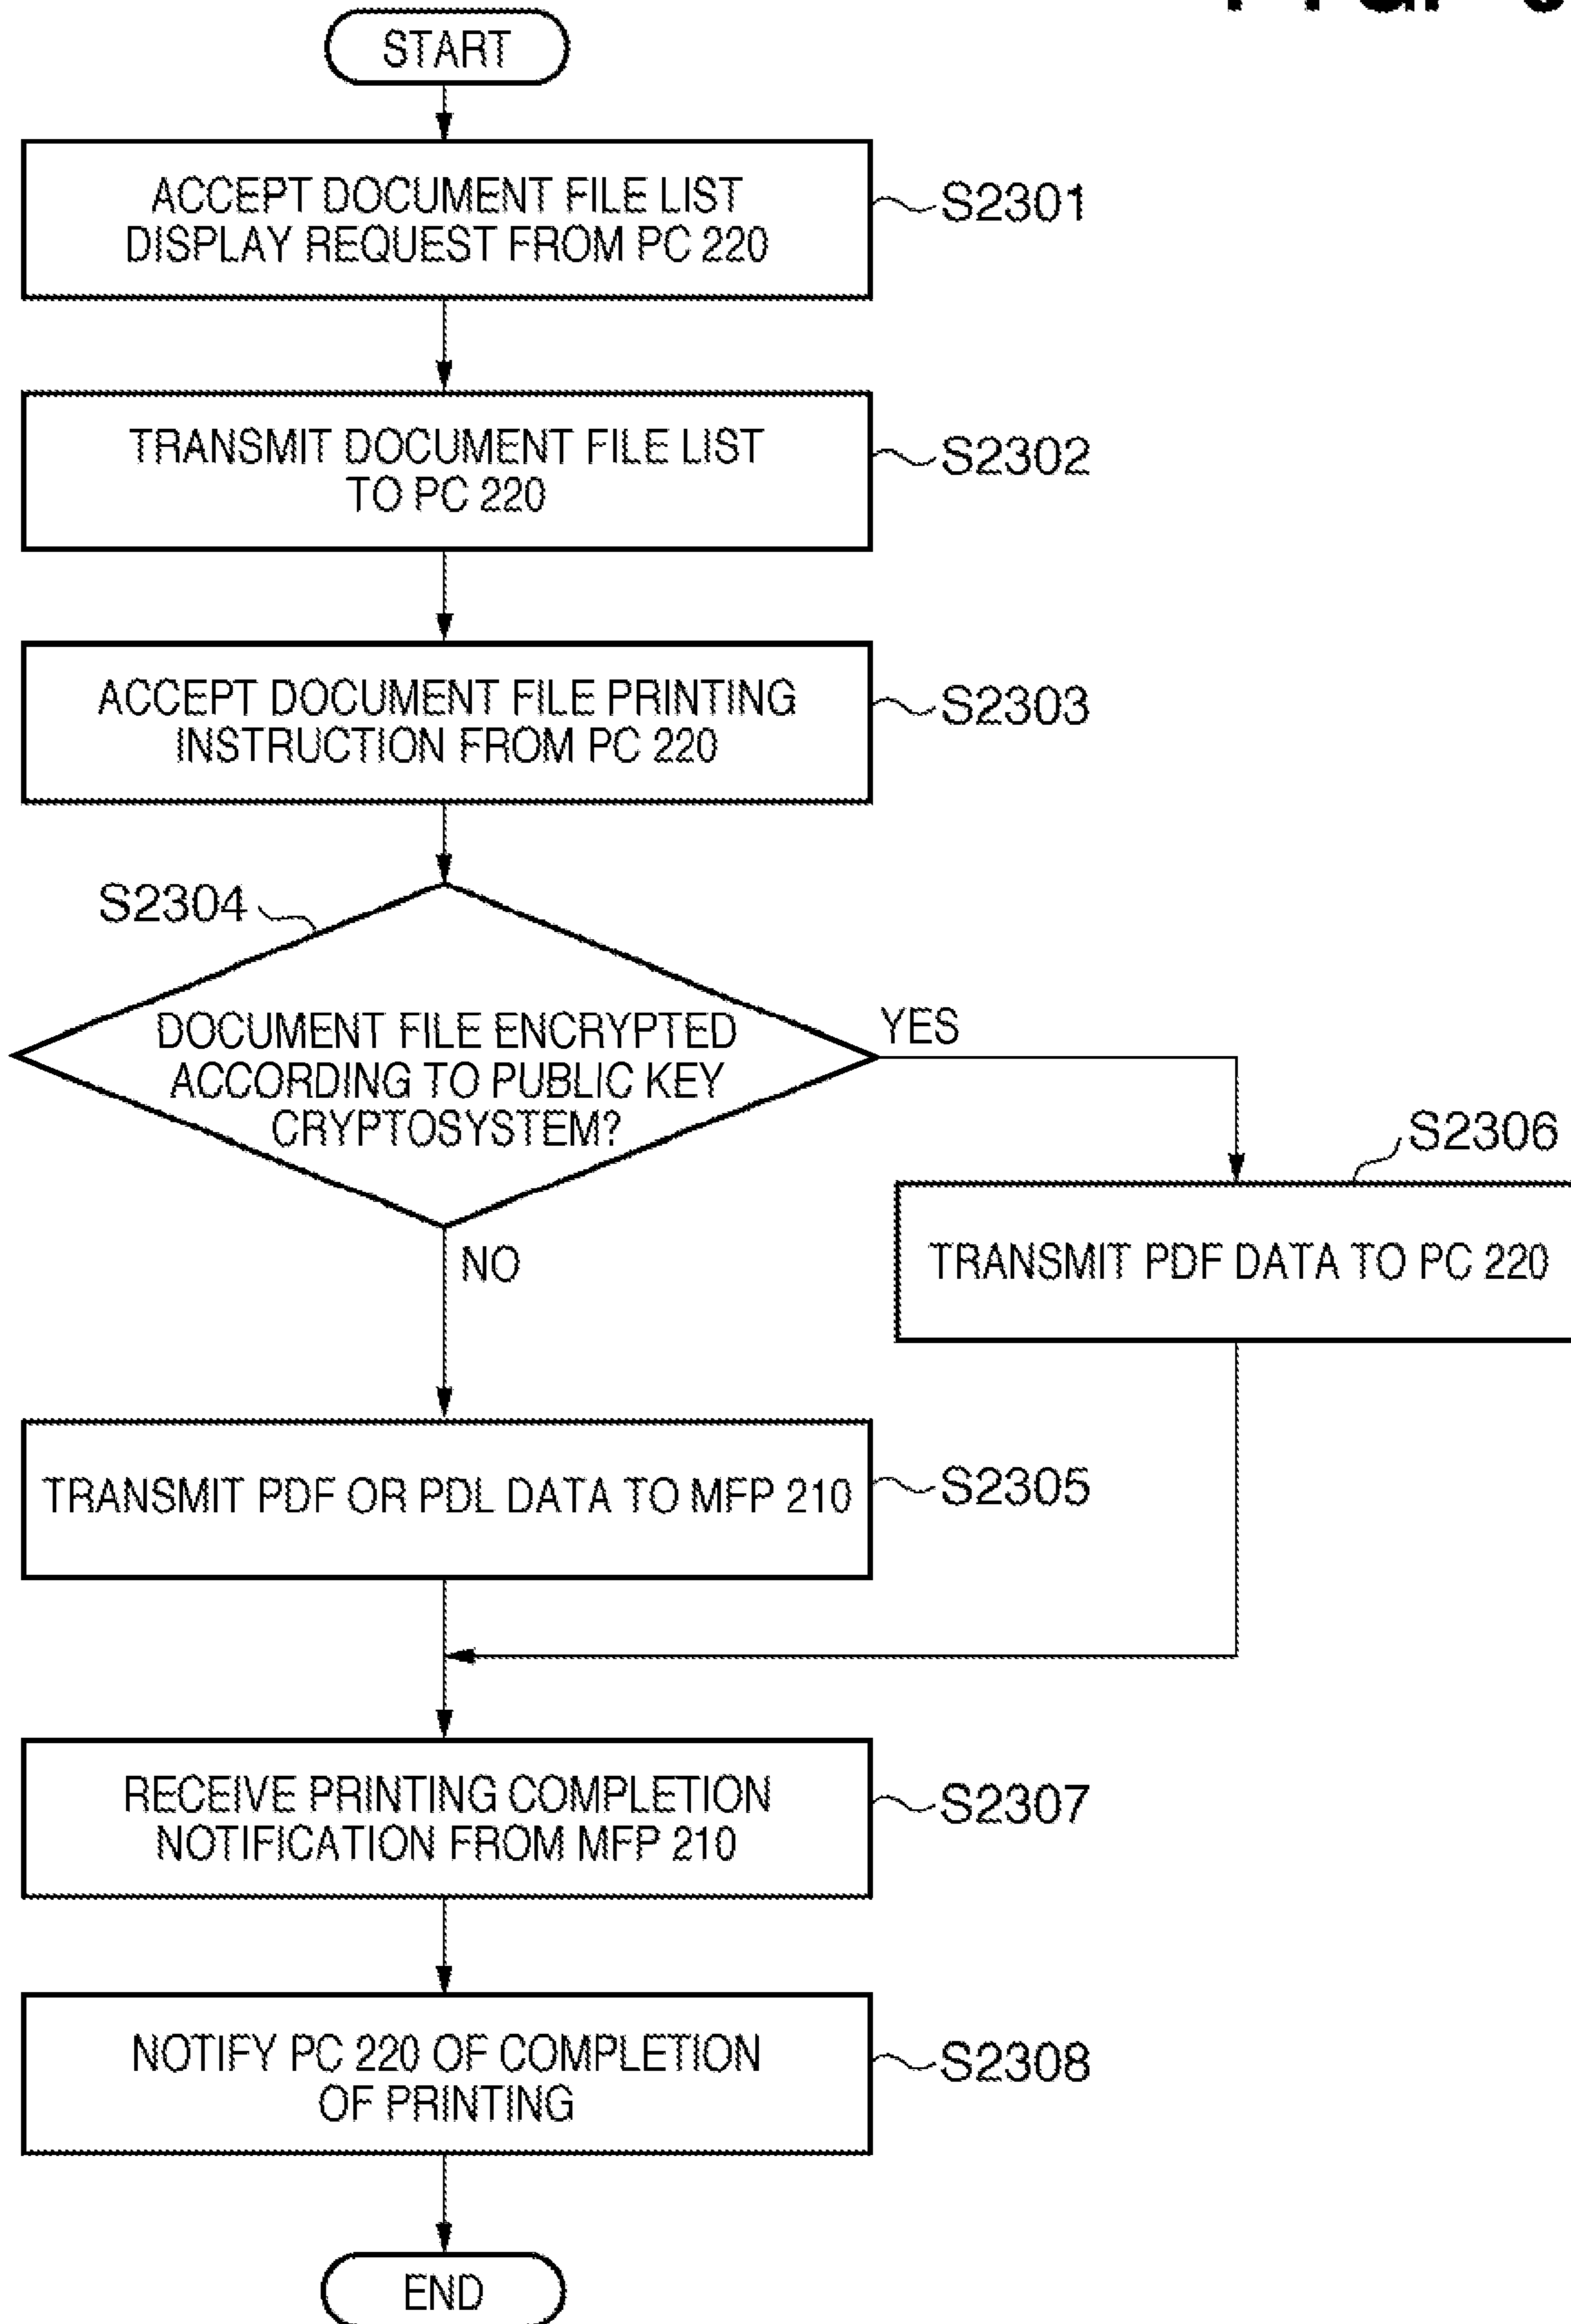 START
ACCEPT DOCUMENT FILE LIST
DISPLAY REQUEST FROM PC 220
S2301
TRANSMIT DOCUMENT FILE LIST
TO PC 220
S2302
ACCEPT DOCUMENT FILE PRINTING
INSTRUCTION FROM PC 220
S2303
S2304
DOCUMENT FILE ENCRYPTED
ACCORDING TO PUBLIC KEY
CRYPTOSYSTEM?
YES
NO
S2306
TRANSMIT PDF DATA TO PC 220
TRANSMIT PDF OR PDL DATA TO MFP 210
S2305
RECEIVE PRINTING COMPLETION
NOTIFICATION FROM MFP 210
S2307
NOTIFY PC 220 OF COMPLETION
OF PRINTING
S2308
END